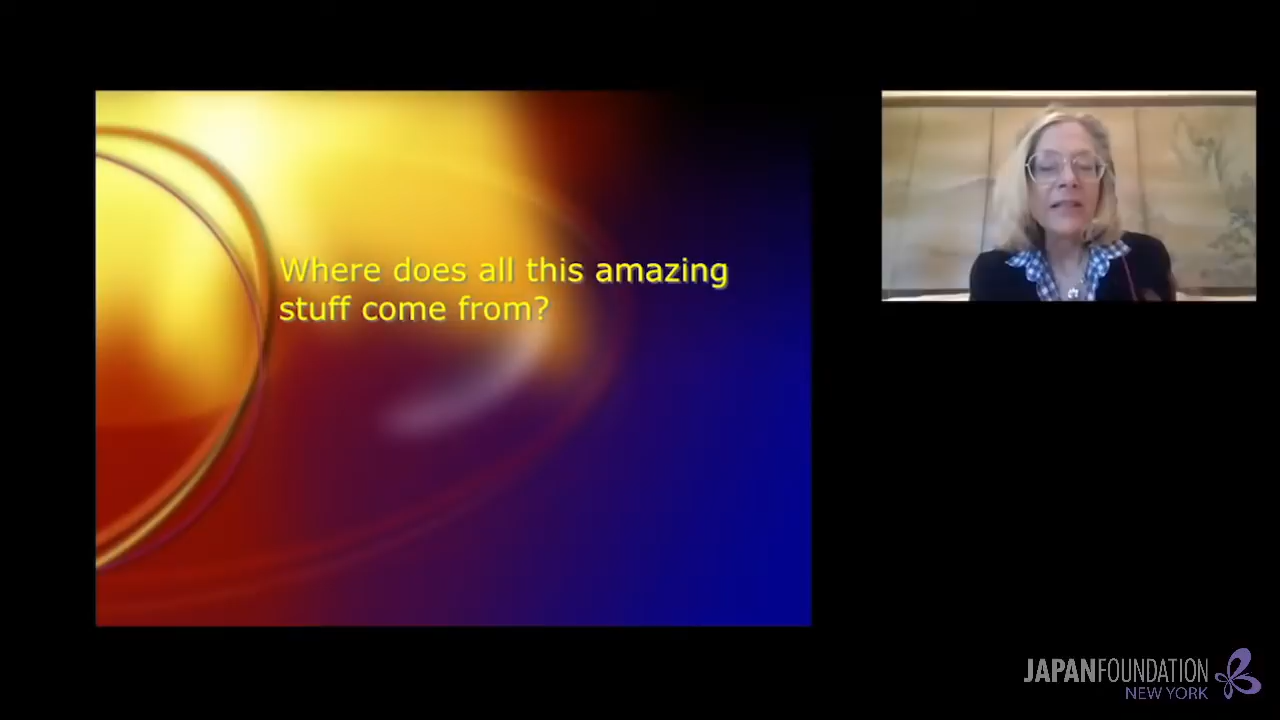 Where does all this amazing
stuff come from?
JAPANFOUNDATION
NEW YORK